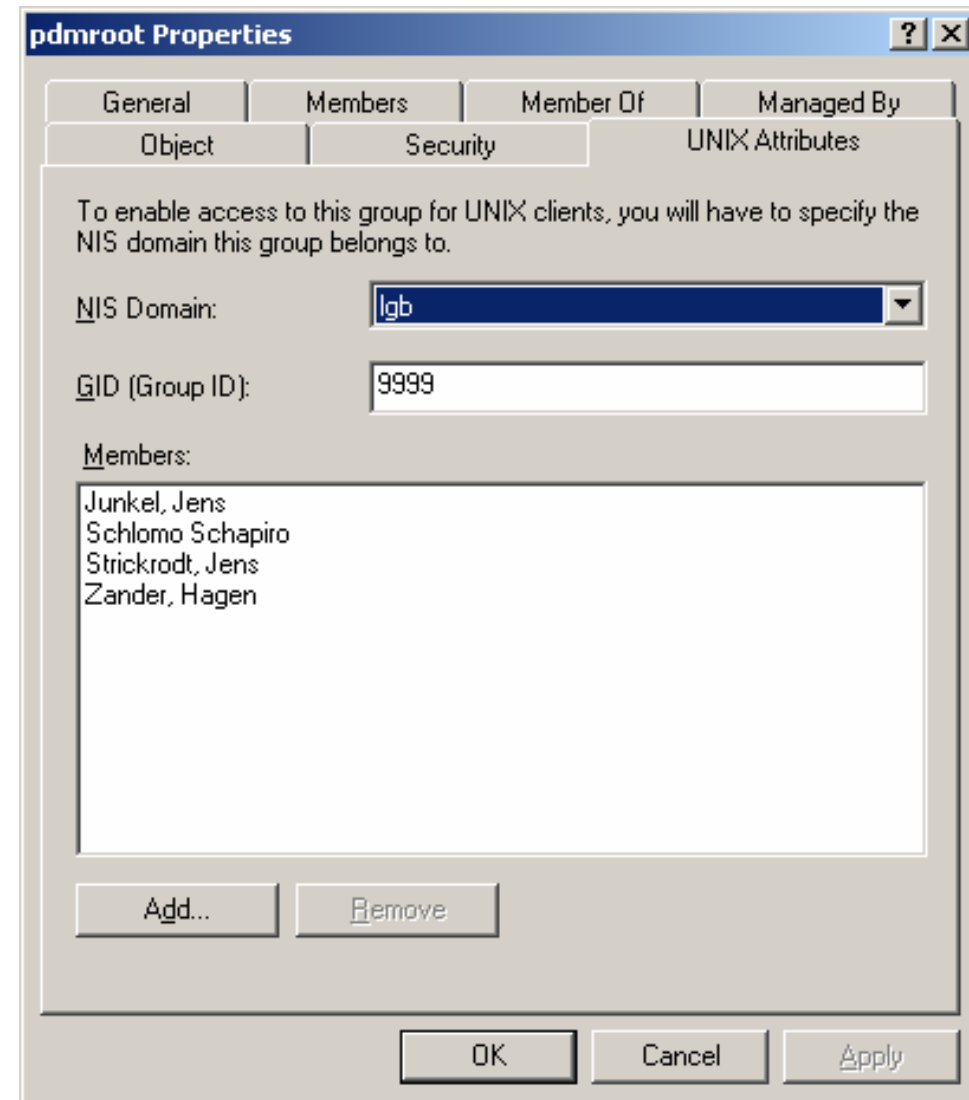 pdmroot Properties
General Members Member Of Managed By
Object Security UNIX Attributes
To enable access to this group for UNIX clients, you will have to specify the
NIS domain this group belongs to.
NIS Domain: lgb
GID (Group ID): 9999
Members:
Junkel, Jens
Schlomo Schapiro
Strickrodt, Jens
Zander, Hagen
Add... Remove
OK Cancel Apply